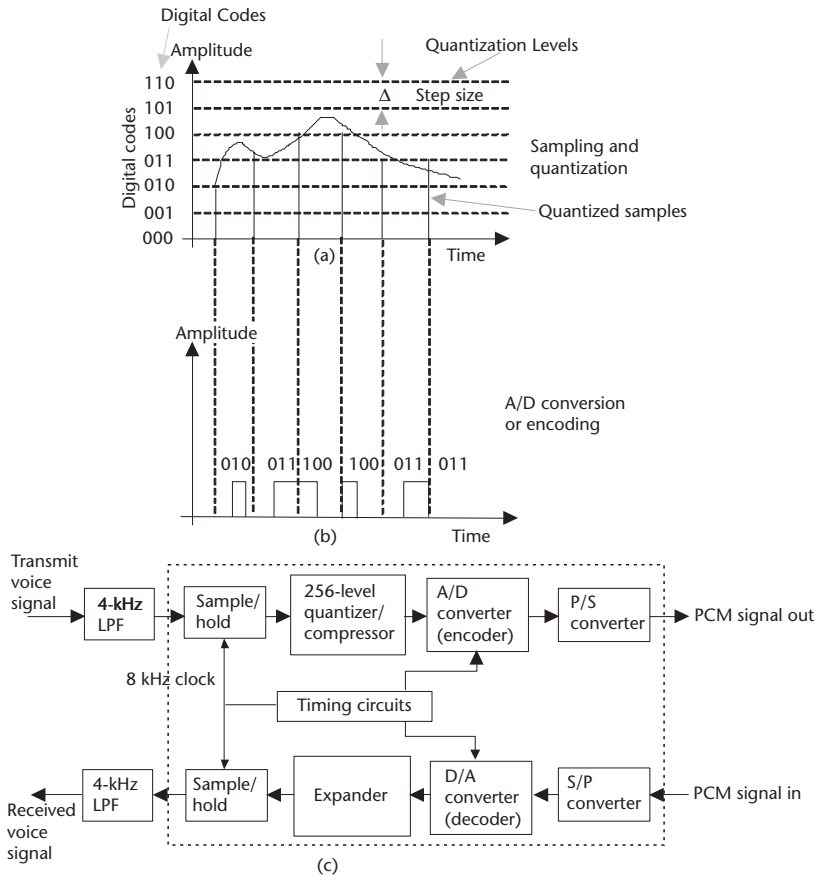 Digital Codes
Amplitude
Quantization Levels
110
101
100
011
010
001
000
Digital codes
Δ Step size
Sampling and
quantization
Quantized samples
(a)
Time
Amplitude
A/D conversion
or encoding
010 011 100 100 011 011
(b)
Time
Transmit
voice
signal
4-kHz
LPF
Sample/
hold
256-level
quantizer/
compressor
A/D
converter
(encoder)
P/S
converter
PCM signal out
8 kHz clock
Timing circuits
Received
voice
signal
4-kHz
LPF
Sample/
hold
Expander
D/A
converter
(decoder)
S/P
converter
PCM signal in
(c)